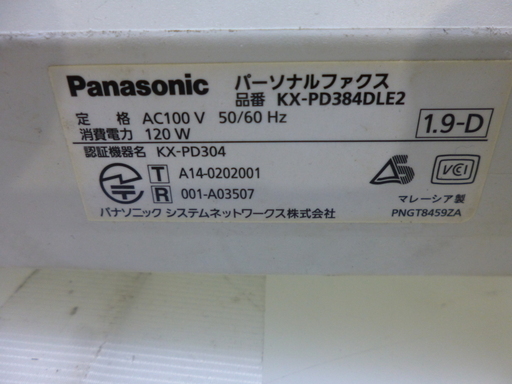 Panasonic パーソナルファクス
品番 KX-PD384DLE2
定 格 AC100 V 50/60 Hz
消費電力 120 W
1.9-D
認証機器名 KX-PD304
T A14-0202001
R 001-A03507
VCI
パナソニック システムネットワークス株式会社
マレーシア製
PNGT8459ZA